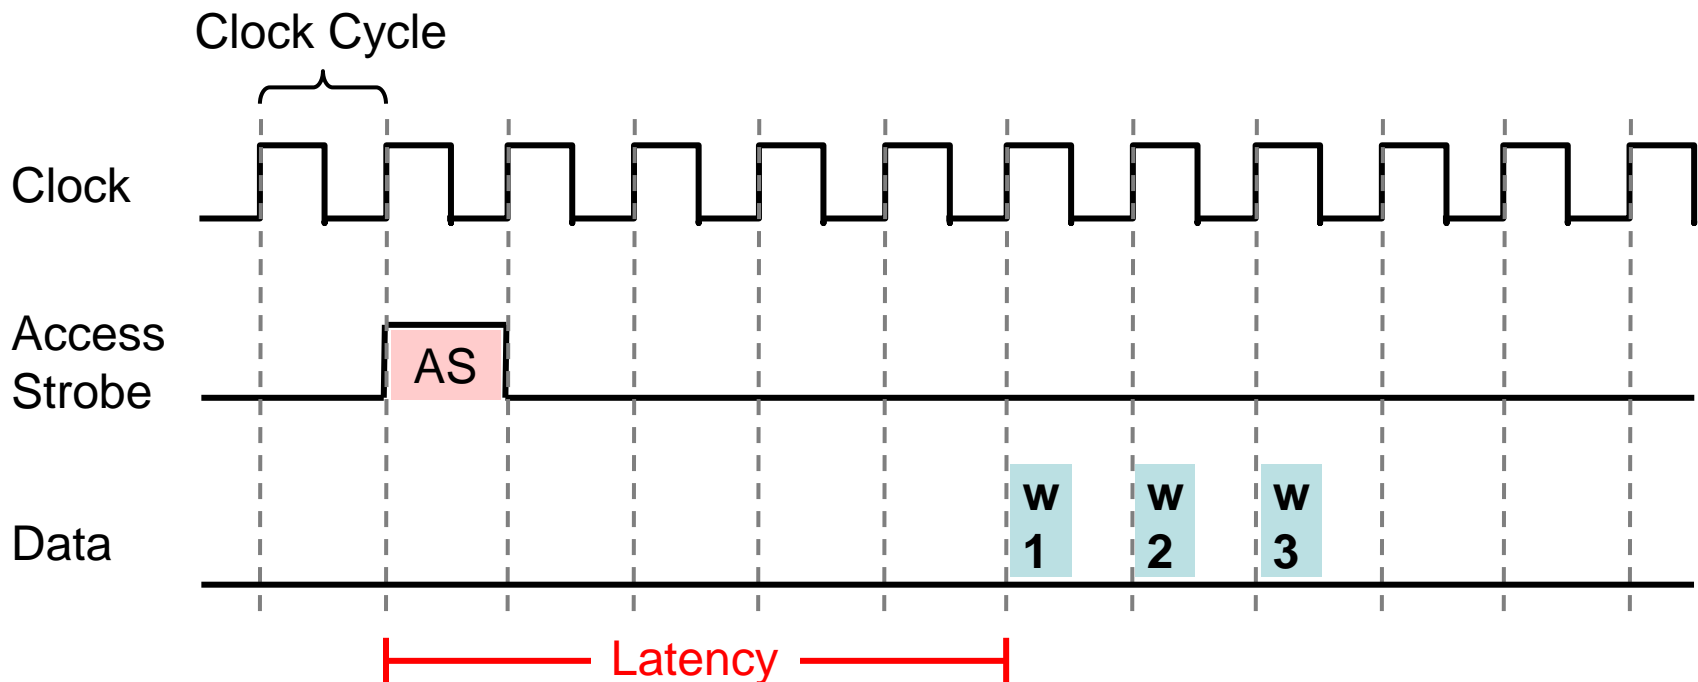 Clock Cycle
Clock
Access
Strobe
AS
Data
w
1
w
2
w
3
Latency